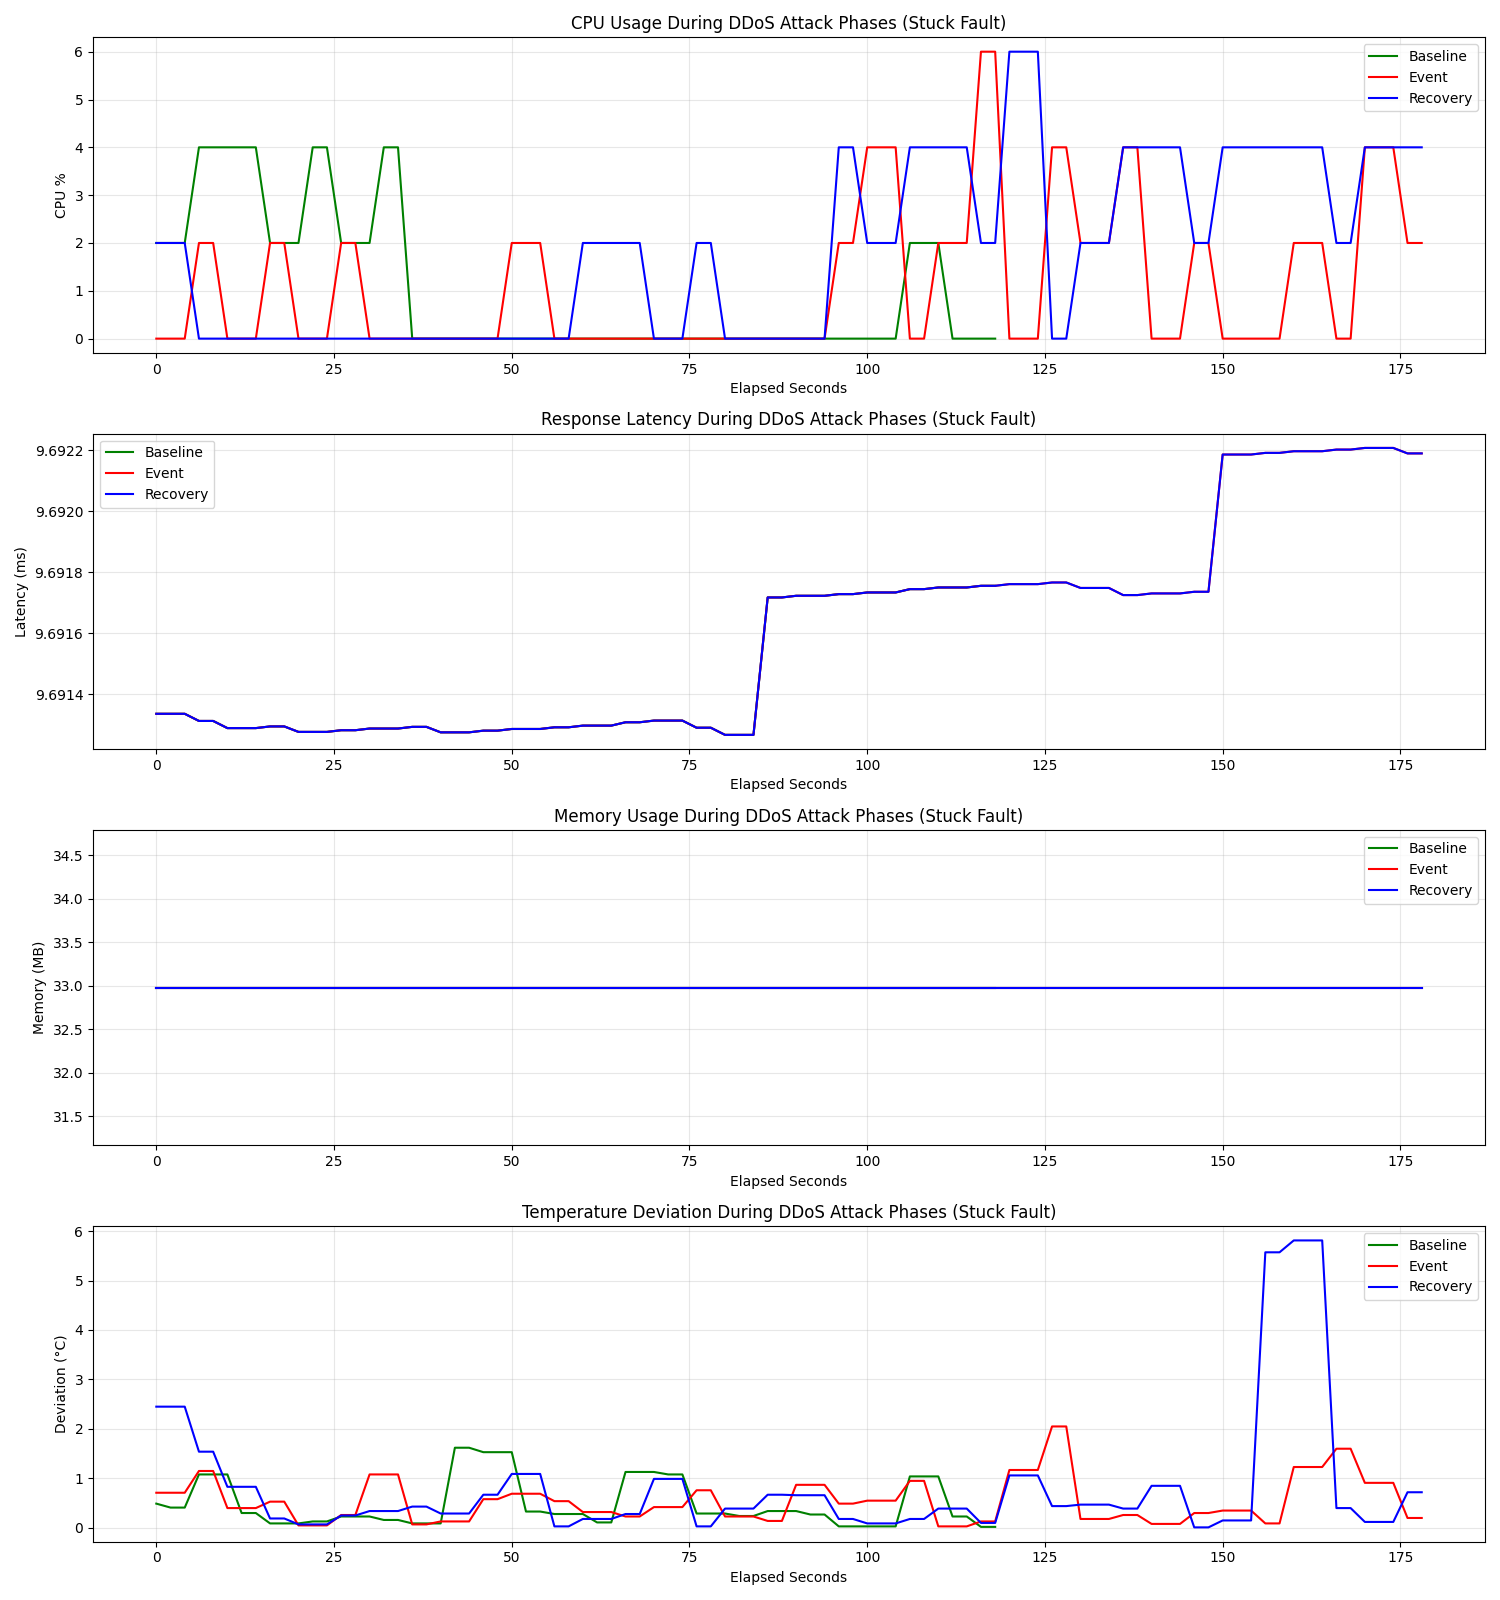 CPU Usage During DDoS Attack Phases (Stuck Fault)
CPU %
6
5
4
3
2
1
0
Baseline
Event
Recovery
0 25 50 75 100 125 150 175
Elapsed Seconds
Response Latency During DDoS Attack Phases (Stuck Fault)
Latency (ms)
9.6922
9.6920
9.6918
9.6916
9.6914
Baseline
Event
Recovery
0 25 50 75 100 125 150 175
Elapsed Seconds
Memory Usage During DDoS Attack Phases (Stuck Fault)
Memory (MB)
34.5
34.0
33.5
33.0
32.5
32.0
31.5
Baseline
Event
Recovery
0 25 50 75 100 125 150 175
Elapsed Seconds
Temperature Deviation During DDoS Attack Phases (Stuck Fault)
Deviation (°C)
6
5
4
3
2
1
0
Baseline
Event
Recovery
0 25 50 75 100 125 150 175
Elapsed Seconds